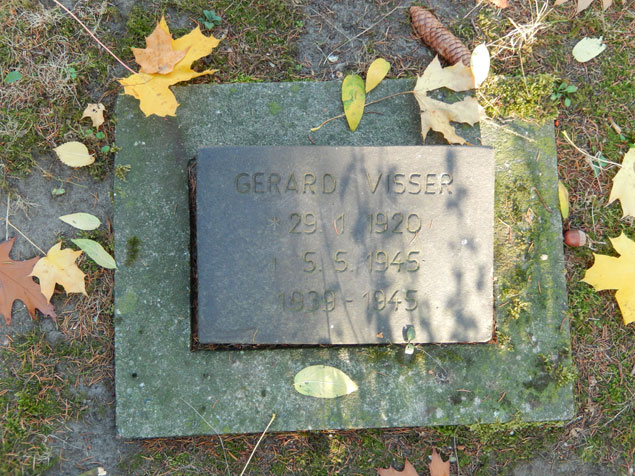 GERARD VISSER
* 29. 1. 1920
† 5. 5. 1945
1939 - 1945